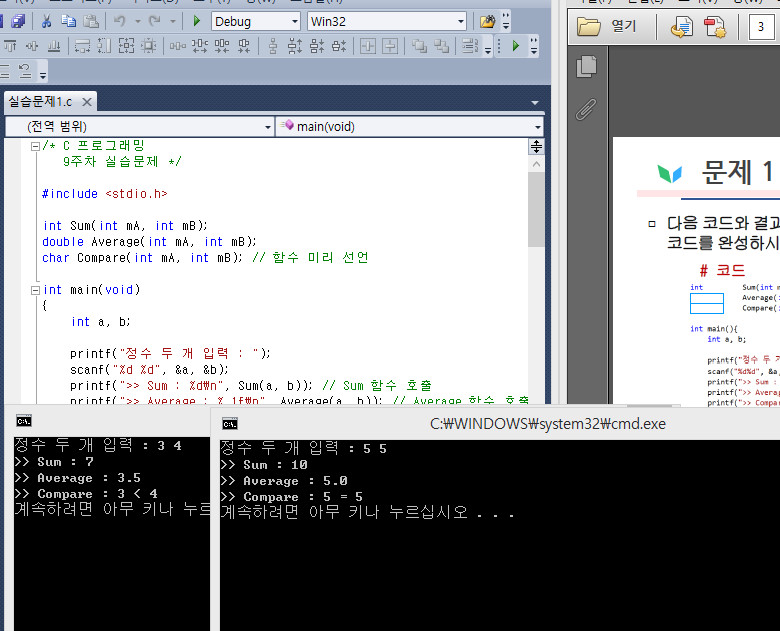 Debug
Win32
실습문제1.c
(전역 범위)
main(void)
/* C 프로그래밍
9주차 실습문제 */
#include <stdio.h>
int Sum(int mA, int mB);
double Average(int mA, int mB);
char Compare(int mA, int mB); // 함수 미리 선언
int main(void)
{
int a, b;
printf("정수 두 개 입력 : ");
scanf("%d %d", &a, &b);
printf(">> Sum : %d₩n", Sum(a, b)); // Sum 함수 호출
printf(">> Average : %.1f₩n", Average(a, b)); // Average 함수 호출
정수 두 개 입력 : 3 4
>> Sum : 7
>> Average : 3.5
>> Compare : 3 < 4
계속하려면 아무 키나 누르
C:₩WINDOWS₩system32₩cmd.exe
정수 두 개 입력 : 5 5
>> Sum : 10
>> Average : 5.0
>> Compare : 5 = 5
계속하려면 아무 키나 누르십시오 . . .
열기
3
문제 1
다음 코드와 결과
코드를 완성하시
# 코드
int Sum(int m
Average(
Compare(
int main(){
int a, b;
printf("정수 두
scanf("%d%d", &a,
printf(">> Sum :
printf(">> Avera
printf(">> Compa